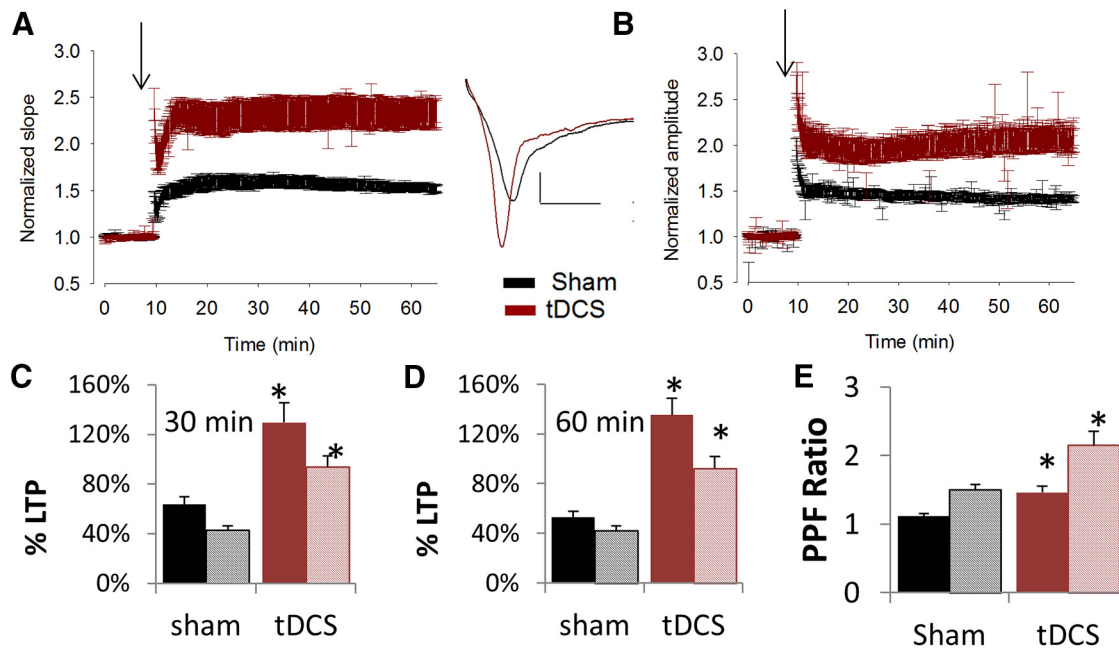 A
B
3.0
2.5
2.0
1.5
1.0
0.5
Normalized slope
0 10 20 30 40 50 60
Time (min)
Sham
tDCS
3.0
2.5
2.0
1.5
1.0
0.5
Normalized amplitude
0 10 20 30 40 50 60
Time (min)
C
160%
120%
80%
40%
0%
% LTP
30 min
*
*
sham tDCS
D
160%
120%
80%
40%
0%
% LTP
60 min
*
*
sham tDCS
E
3
2
1
0
PPF Ratio
*
*
Sham tDCS